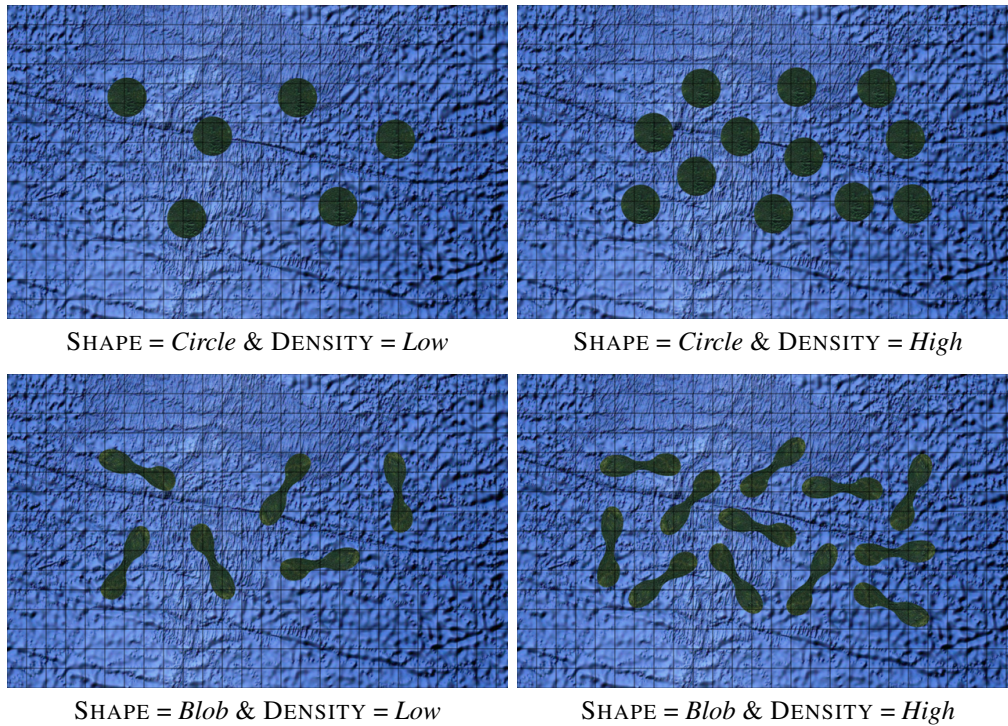 SHAPE = Circle & DENSITY = Low
SHAPE = Circle & DENSITY = High
SHAPE = Blob & DENSITY = Low
SHAPE = Blob & DENSITY = High